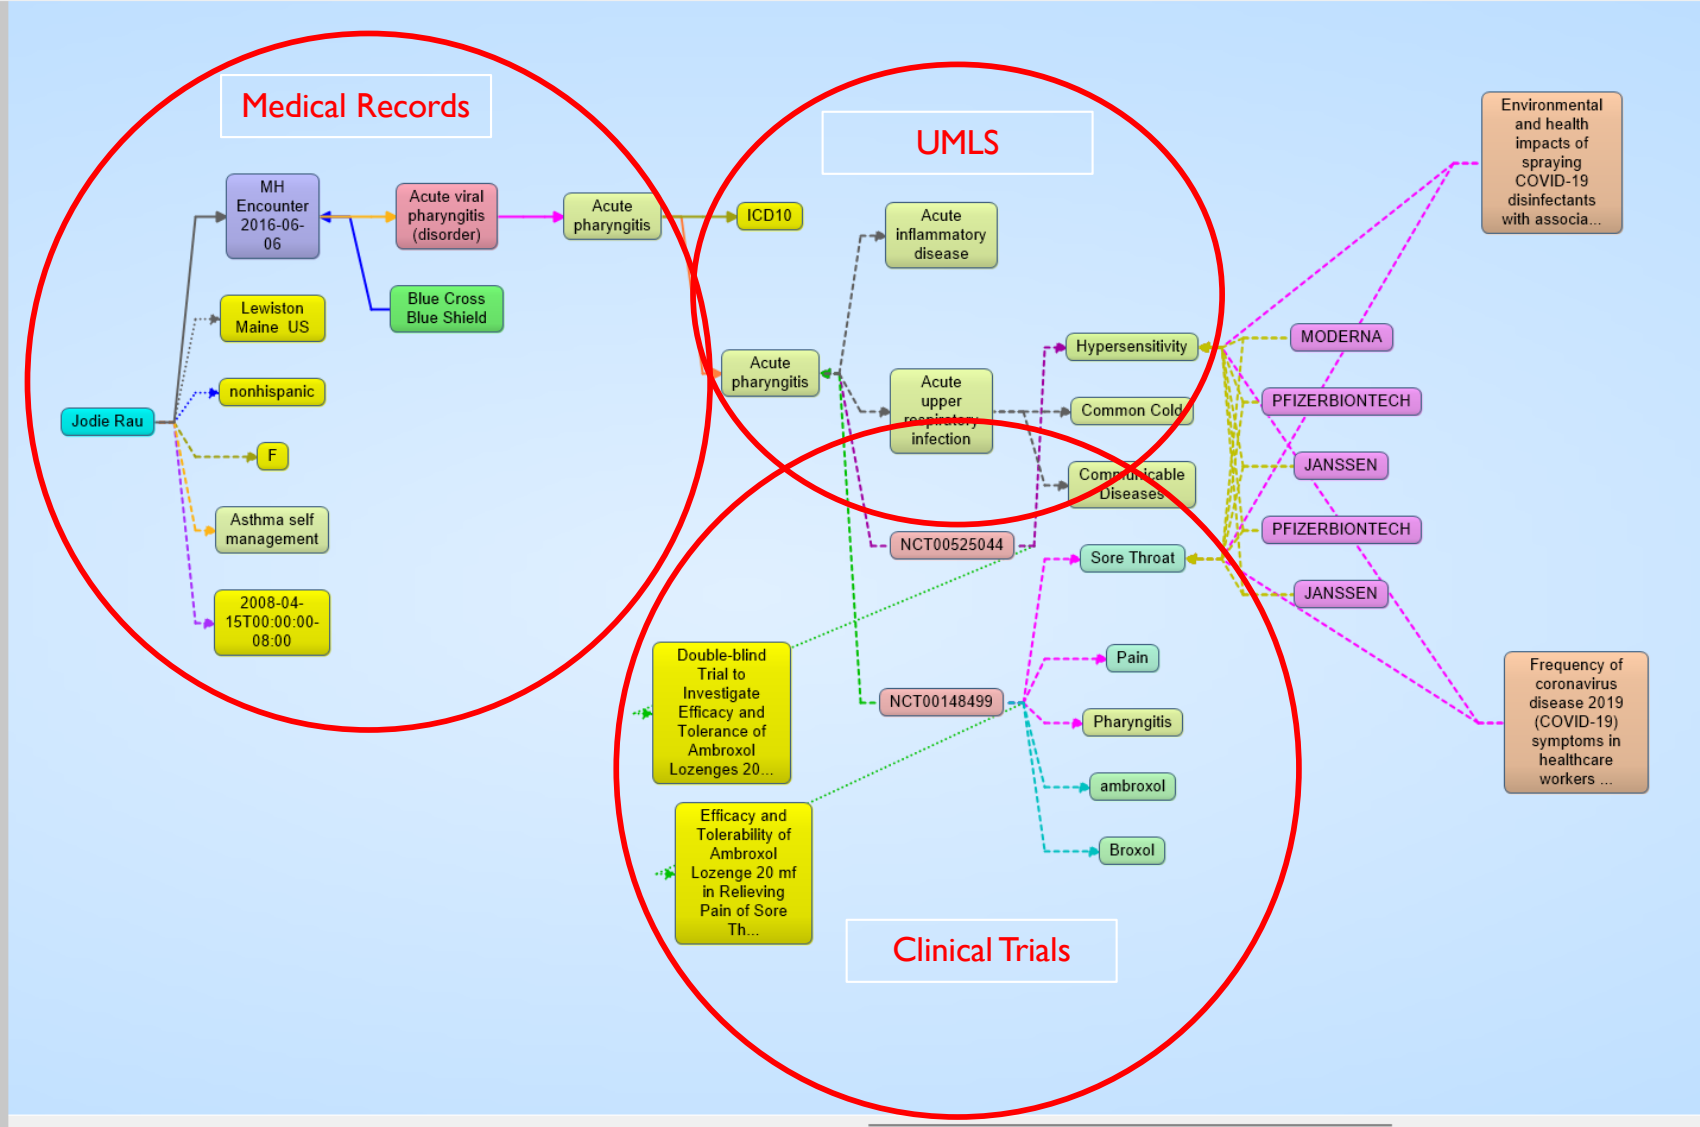 Medical Records
MH
Encounter
2016-06-
06
Acute viral
pharyngitis
(disorder)
Acute
pharyngitis
Blue Cross
Blue Shield
Lewiston
Maine US
nonhispanic
Jodie Rau
F
Asthma self
management
2008-04-
15T00:00:00-
08:00
UMLS
ICD10
Acute
inflammatory
disease
Acute
pharyngitis
Acute
upper
respiratory
infection
Hypersensitivity
Common Cold
Communicable
Diseases
NCT00525044
Sore Throat
Double-blind
Trial to
Investigate
Efficacy and
Tolerance of
Ambroxol
Lozenges 20...
NCT00148499
Pain
Pharyngitis
ambroxol
Broxol
Efficacy and
Tolerability of
Ambroxol
Lozenge 20 mf
in Relieving
Pain of Sore
Th...
Clinical Trials
Environmental
and health
impacts of
spraying
COVID-19
disinfectants
with associa...
MODERNA
PFIZERBIONTECH
JANSSEN
PFIZERBIONTECH
JANSSEN
Frequency of
coronavirus
disease 2019
(COVID-19)
symptoms in
healthcare
workers ...